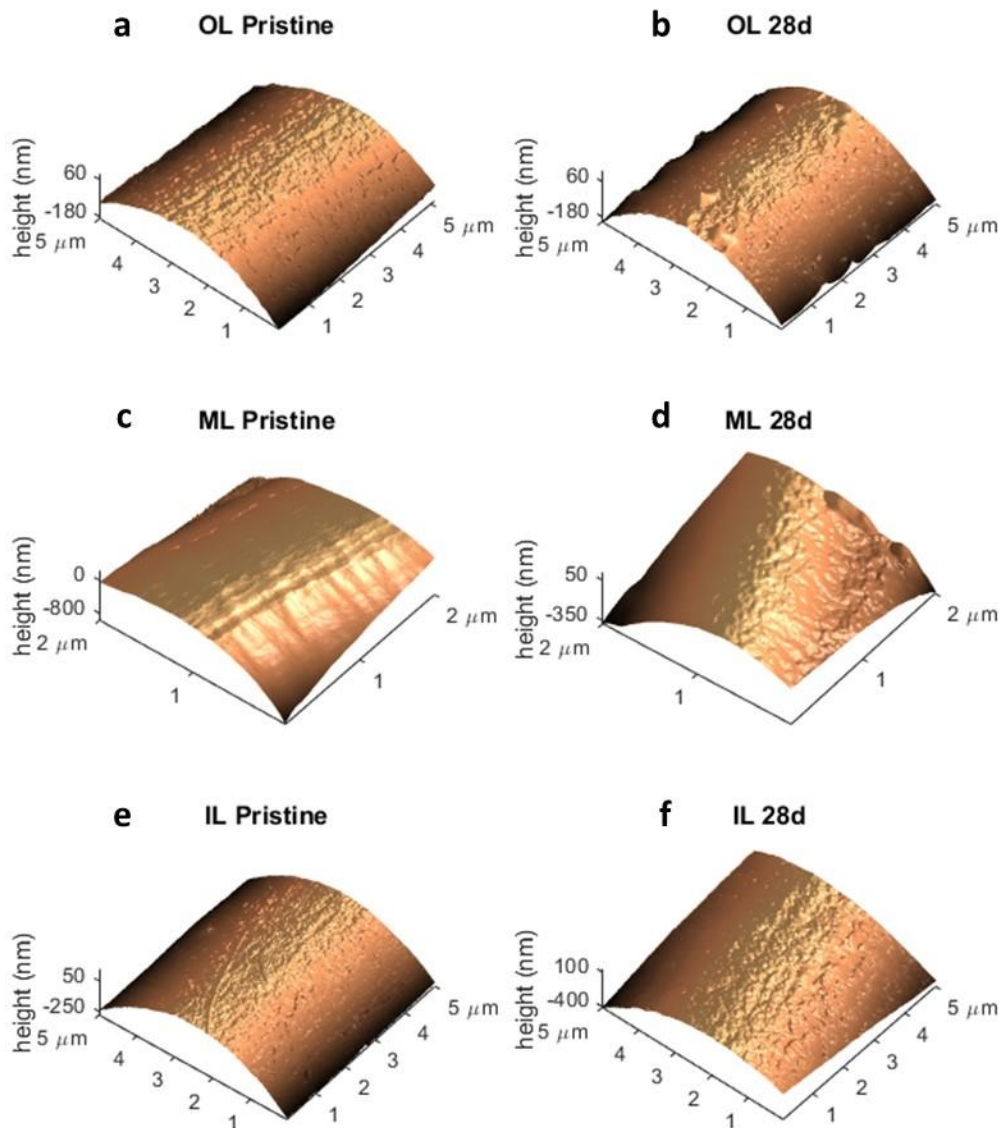 a OL Pristine
b OL 28d
height (nm)
60
-180
5 μm
4
3
2
1
1
2
3
4
5 μm
height (nm)
60
-180
5 μm
4
3
2
1
1
2
3
4
5 μm
c ML Pristine
d ML 28d
height (nm)
0
-800
2 μm
1
1
2 μm
height (nm)
50
-350
2 μm
1
1
2 μm
e IL Pristine
f IL 28d
height (nm)
50
-250
5 μm
4
3
2
1
1
2
3
4
5 μm
height (nm)
100
-400
5 μm
4
3
2
1
1
2
3
4
5 μm